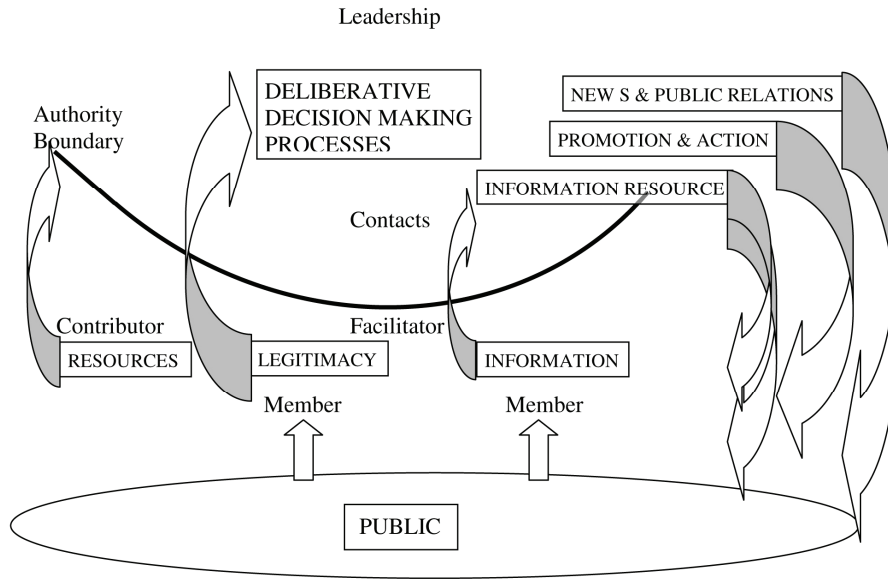 Leadership
DELIBERATIVE
DECISION MAKING
PROCESSES
NEW S & PUBLIC RELATIONS
Authority
Boundary
PROMOTION & ACTION
INFORMATION RESOURCE
Contacts
Contributor
Facilitator
RESOURCES
LEGITIMACY
INFORMATION
Member
Member
PUBLIC